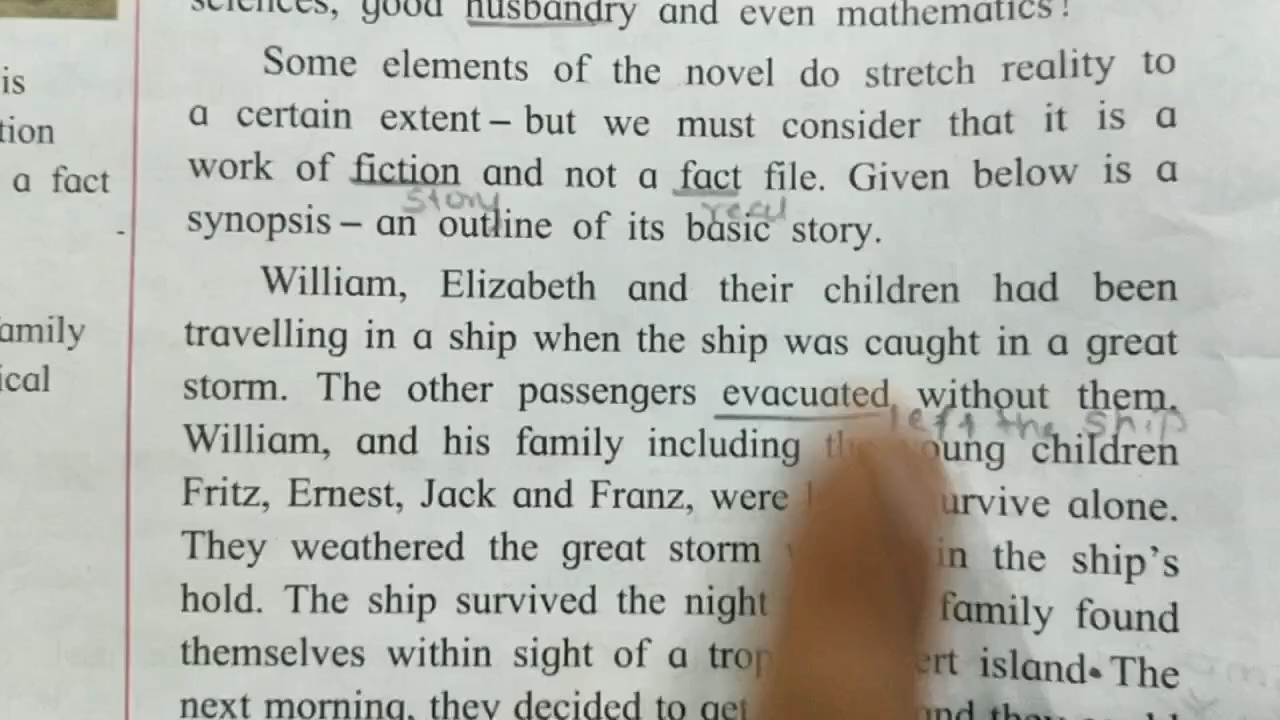 is
tion
a fact
amily
ical
sciences, good husbandry and even mathematics!
Some elements of the novel do stretch reality to
a certain extent – but we must consider that it is a
work of fiction and not a fact file. Given below is a
story real
synopsis – an outline of its basic story.
William, Elizabeth and their children had been
travelling in a ship when the ship was caught in a great
storm. The other passengers evacuated without them.
left the ship
William, and his family including the young children
Fritz, Ernest, Jack and Franz, were urvive alone.
They weathered the great storm in the ship's
hold. The ship survived the night family found
themselves within sight of a trop ert island. The
next morning, they decided to get and they